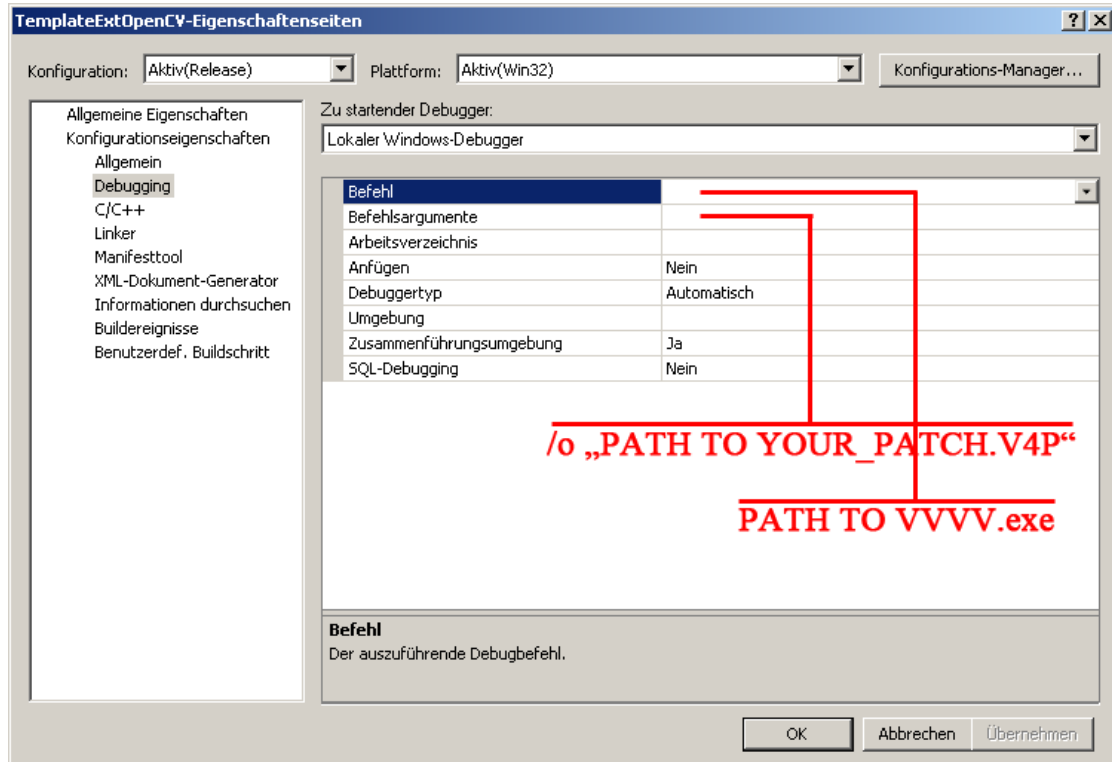 TemplateExtOpenCV-Eigenschaftenseiten
Konfiguration: Aktiv(Release) Plattform: Aktiv(Win32) Konfigurations-Manager...
Allgemeine Eigenschaften
Konfigurationseigenschaften
Allgemein
Debugging
C/C++
Linker
Manifesttool
XML-Dokument-Generator
Informationen durchsuchen
Buildereignisse
Benutzerdef. Buildschritt
Zu startender Debugger:
Lokaler Windows-Debugger
Befehl
Befehlsargumente
Arbeitsverzeichnis
Anfügen Nein
Debuggertyp Automatisch
Umgebung
Zusammenführungsumgebung Ja
SQL-Debugging Nein
/o „PATH TO YOUR_PATCH.V4P“
PATH TO VVVV.exe
Befehl
Der auszuführende Debugbefehl.
OK Abbrechen Übernehmen